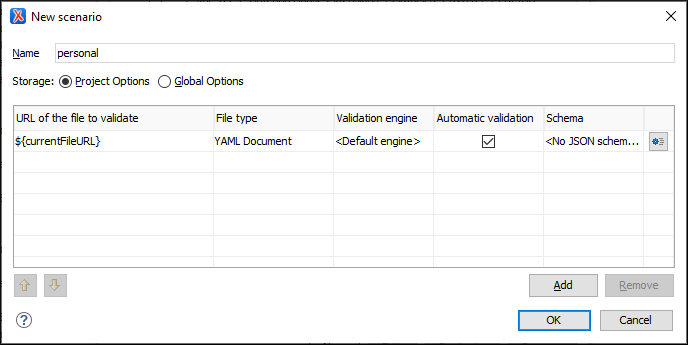 New scenario
Name personal
Storage: Project Options Global Options
URL of the file to validate File type Validation engine Automatic validation Schema
${currentFileURL} YAML Document <Default engine> <No JSON schem...
Add Remove
? OK Cancel